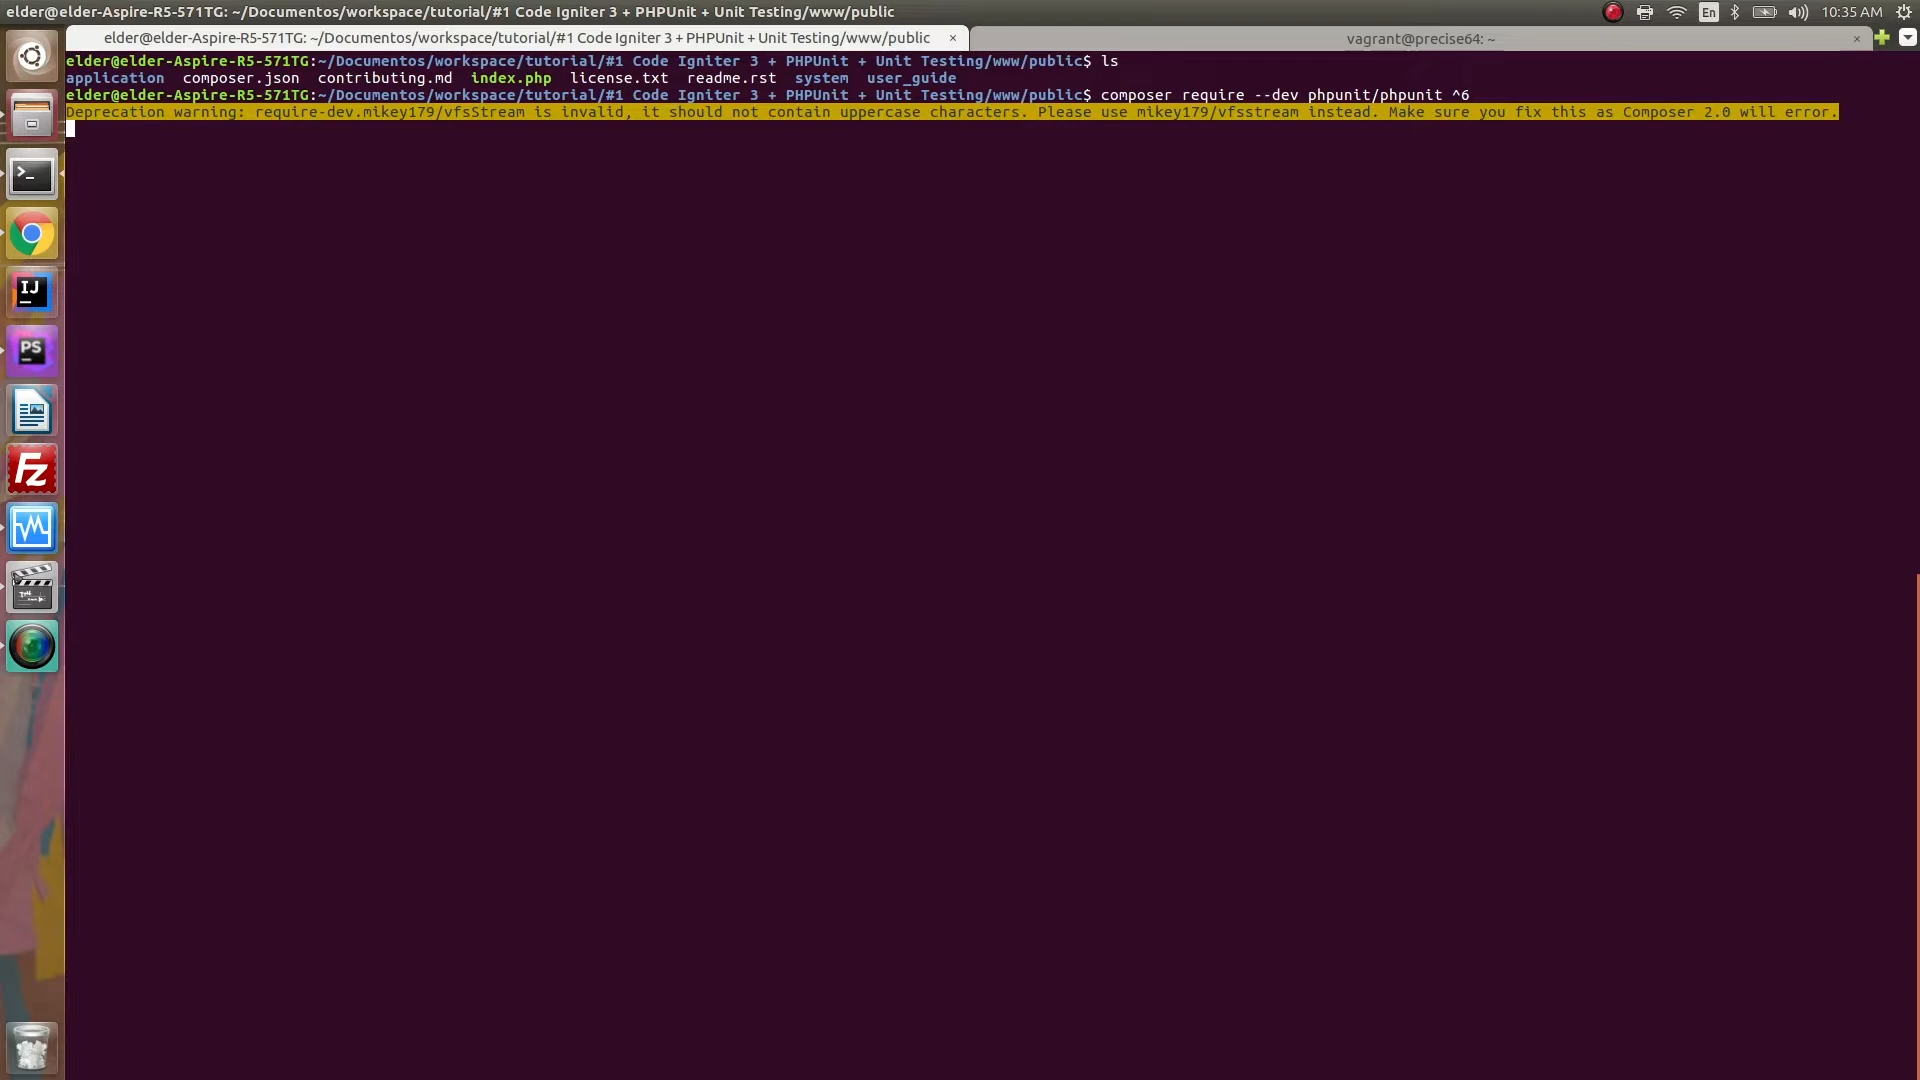 elder@elder-Aspire-R5-571TG: ~/Documentos/workspace/tutorial/#1 Code Igniter 3 + PHPUnit + Unit Testing/www/public
En
10:35 AM
elder@elder-Aspire-R5-571TG: ~/Documentos/workspace/tutorial/#1 Code Igniter 3 + PHPUnit + Unit Testing/www/public ×
vagrant@precise64: ~ ×
elder@elder-Aspire-R5-571TG:~/Documentos/workspace/tutorial/#1 Code Igniter 3 + PHPUnit + Unit Testing/www/public$ ls
application composer.json contributing.md index.php license.txt readme.rst system user_guide
elder@elder-Aspire-R5-571TG:~/Documentos/workspace/tutorial/#1 Code Igniter 3 + PHPUnit + Unit Testing/www/public$ composer require --dev phpunit/phpunit ^6
Deprecation warning: require-dev.mikey179/vfsStream is invalid, it should not contain uppercase characters. Please use mikey179/vfsstream instead. Make sure you fix this as Composer 2.0 will error.
>_
IJ
PS
Fz